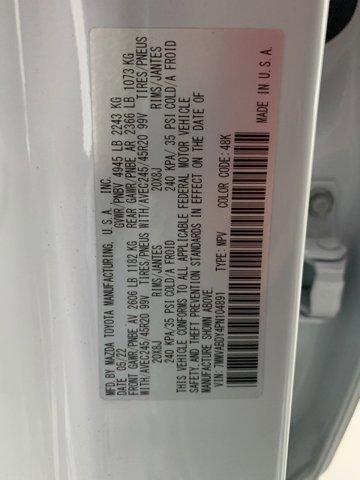 MFD. BY MAZDA TOYOTA MANUFACTURING, U.S.A., INC.
DATE 05/22 GVWR/PNBV 4945 LB 2243 KG
FRONT GAWR/PNBE AV 2606 LB 1182 KG REAR GAWR/PNBE AR 2366 LB 1073 KG
WITH/AVEC245/45R20 99V TIRES/PNEUS WITH/AVEC245/45R20 99V TIRES/PNEUS
20X8J RIMS/JANTES 20X8J RIMS/JANTES
240 KPA/35 PSI COLD/A FROID 240 KPA/35 PSI COLD/A FROID
THIS VEHICLE CONFORMS TO ALL APPLICABLE FEDERAL MOTOR VEHICLE
SAFETY, AND THEFT PREVENTION STANDARDS IN EFFECT ON THE DATE OF
MANUFACTURE SHOWN ABOVE.
VIN: 7MMVABDY4PN104891 TYPE: MPV COLOR CODE: 48K
MADE IN U.S.A.